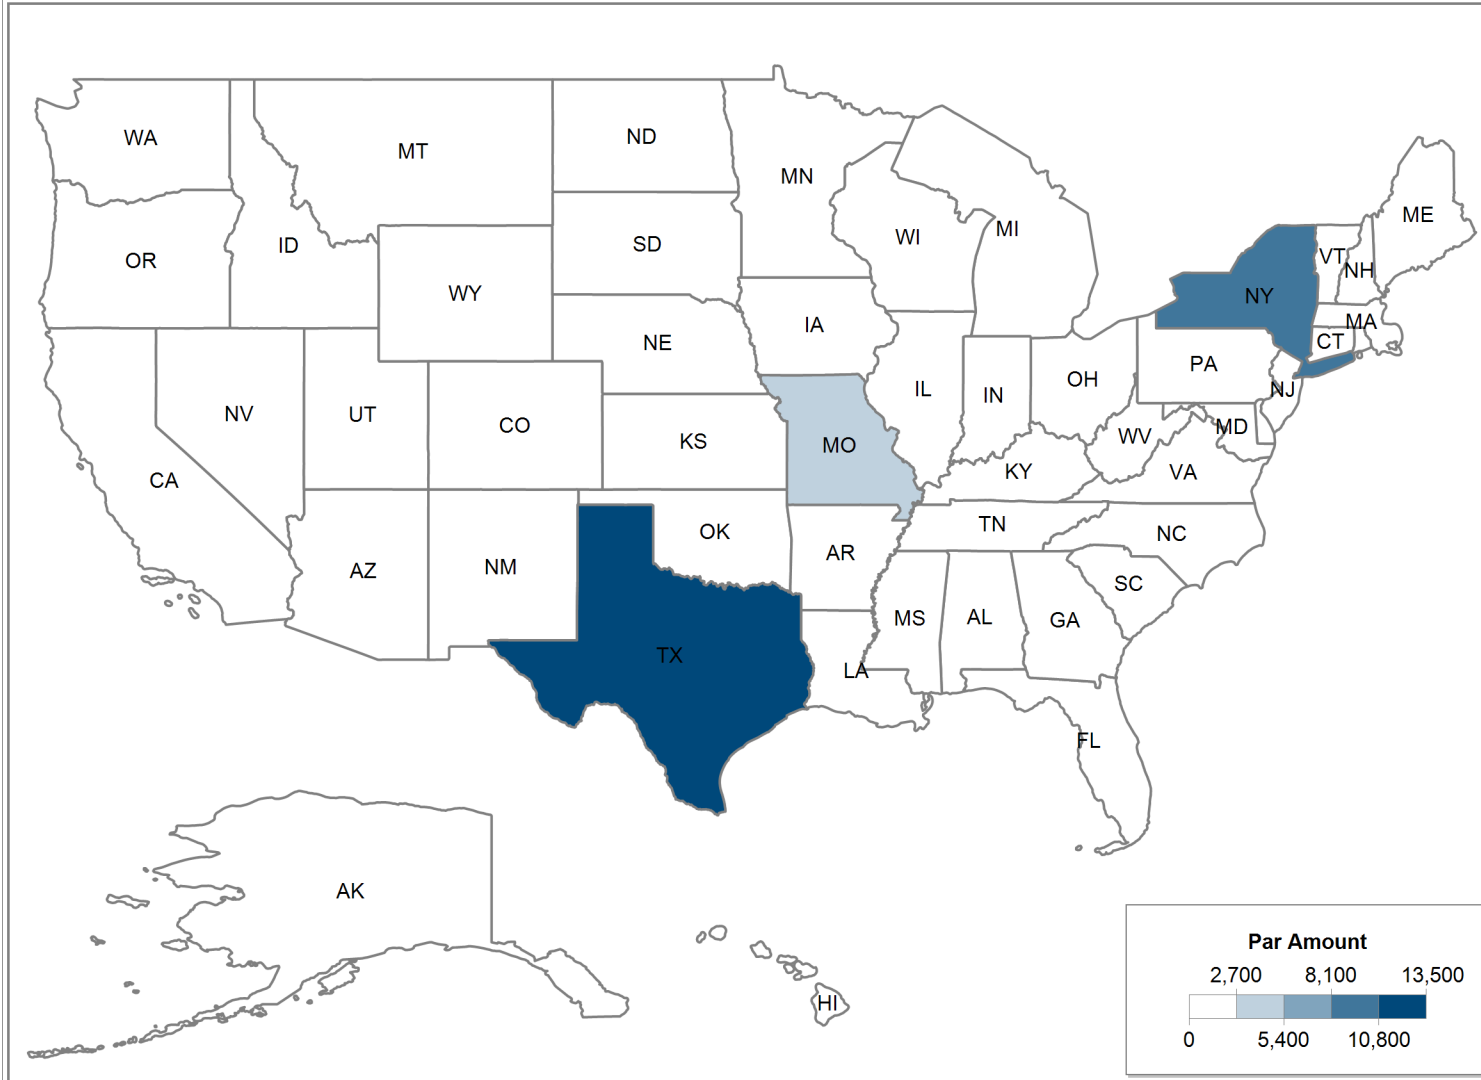 WA
MT
ND
MN
ME
OR
ID
SD
WI
MI
VT
NH
WY
NY
IA
MA
NE
CT
PA
OH
IL
IN
NJ
NV
UT
CO
KS
MO
WV
MD
CA
KY
VA
TN
NC
AZ
NM
OK
AR
SC
MS
AL
GA
TX
LA
FL
AK
HI
Par Amount
2,700 8,100 13,500
0 5,400 10,800